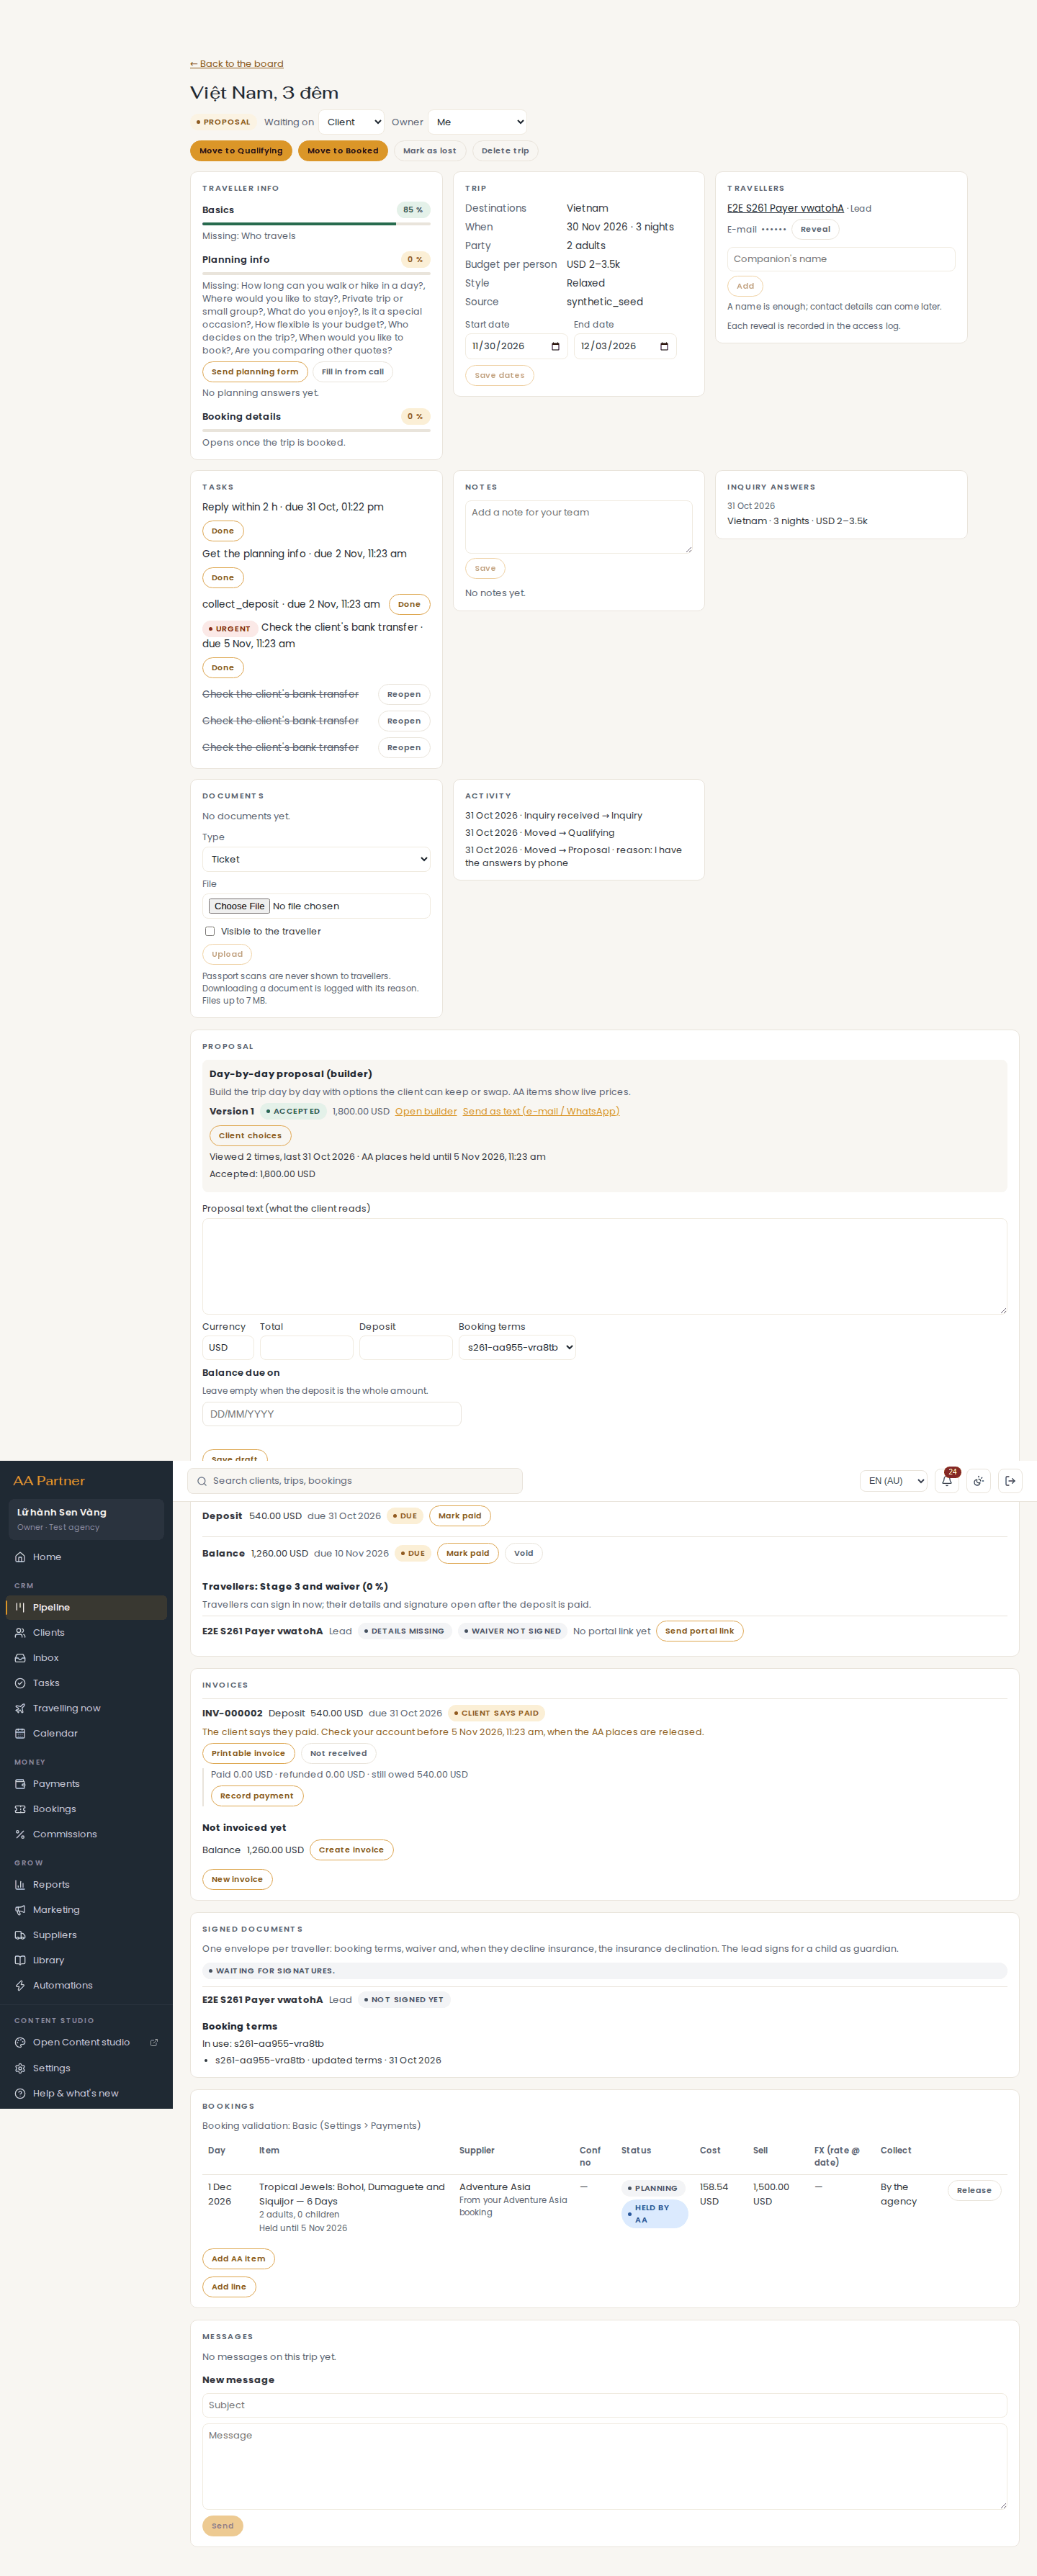 ← Back to the board
Việt Nam, 3 đêm
PROPOSAL Waiting on Client Owner Me
Move to Qualifying Move to Booked Mark as lost Delete trip
TRAVELLER INFO
Basics 85 %
Missing: Who travels
Planning info 0 %
Missing: How long can you walk or hike in a day?,
Where would you like to stay?, Private trip or
small group?, What do you enjoy?, Is it a special
occasion?, How flexible is your budget?, Who
decides on the trip?, When would you like to
book?, Are you comparing other quotes?
Send planning form Fill in from call
No planning answers yet.
Booking details 0 %
Opens once the trip is booked.
TRIP
Destinations Vietnam
When 30 Nov 2026 · 3 nights
Party 2 adults
Budget per person USD 2–3.5k
Style Relaxed
Source synthetic_seed
Start date End date
11/30/2026 12/03/2026
Save dates
TRAVELLERS
E2E S261 Payer vwatohA · Lead
E-mail •••••• Reveal
Companion's name
Add
A name is enough; contact details can come later.
Each reveal is recorded in the access log.
TASKS
Reply within 2 h · due 31 Oct, 01:22 pm
Done
Get the planning info · due 2 Nov, 11:23 am
Done
collect_deposit · due 2 Nov, 11:23 am Done
URGENT Check the client's bank transfer ·
due 5 Nov, 11:23 am
Done
Check the client's bank transfer Reopen
Check the client's bank transfer Reopen
Check the client's bank transfer Reopen
NOTES
Add a note for your team
Save
No notes yet.
INQUIRY ANSWERS
31 Oct 2026
Vietnam · 3 nights · USD 2–3.5k
DOCUMENTS
No documents yet.
Type
Ticket
File
Choose File No file chosen
Visible to the traveller
Upload
Passport scans are never shown to travellers.
Downloading a document is logged with its reason.
Files up to 7 MB.
ACTIVITY
31 Oct 2026 · Inquiry received → Inquiry
31 Oct 2026 · Moved → Qualifying
31 Oct 2026 · Moved → Proposal · reason: I have
the answers by phone
PROPOSAL
Day-by-day proposal (builder)
Build the trip day by day with options the client can keep or swap. AA items show live prices.
Version 1 ACCEPTED 1,800.00 USD Open builder Send as text (e-mail / WhatsApp)
Client choices
Viewed 2 times, last 31 Oct 2026 · AA places held until 5 Nov 2026, 11:23 am
Accepted: 1,800.00 USD
Proposal text (what the client reads)
Currency Total Deposit Booking terms
USD s261-aa955-vra8tb
Balance due on
Leave empty when the deposit is the whole amount.
DD/MM/YYYY
Save draft
AA Partner
Lữ hành Sen Vàng
Owner · Test agency
Home
CRM
Pipeline
Clients
Inbox
Tasks
Travelling now
Calendar
MONEY
Payments
Bookings
Commissions
GROW
Reports
Marketing
Suppliers
Library
Automations
CONTENT STUDIO
Open Content studio
Settings
Help & what's new
Search clients, trips, bookings EN (AU) 24
Deposit 540.00 USD due 31 Oct 2026 DUE Mark paid
Balance 1,260.00 USD due 10 Nov 2026 DUE Mark paid Void
Travellers: Stage 3 and waiver (0 %)
Travellers can sign in now; their details and signature open after the deposit is paid.
E2E S261 Payer vwatohA Lead DETAILS MISSING WAIVER NOT SIGNED No portal link yet Send portal link
INVOICES
INV-000002 Deposit 540.00 USD due 31 Oct 2026 CLIENT SAYS PAID
The client says they paid. Check your account before 5 Nov 2026, 11:23 am, when the AA places are released.
Printable invoice Not received
Paid 0.00 USD · refunded 0.00 USD · still owed 540.00 USD
Record payment
Not invoiced yet
Balance 1,260.00 USD Create invoice
New invoice
SIGNED DOCUMENTS
One envelope per traveller: booking terms, waiver and, when they decline insurance, the insurance declination. The lead signs for a child as guardian.
WAITING FOR SIGNATURES.
E2E S261 Payer vwatohA Lead NOT SIGNED YET
Booking terms
In use: s261-aa955-vra8tb
• s261-aa955-vra8tb · updated terms · 31 Oct 2026
BOOKINGS
Booking validation: Basic (Settings > Payments)
Day Item Supplier Conf no Status Cost Sell FX (rate @ date) Collect
1 Dec 2026 Tropical Jewels: Bohol, Dumaguete and Siquijor — 6 Days
2 adults, 0 children
Held until 5 Nov 2026
Adventure Asia
From your Adventure Asia booking
— PLANNING HELD BY AA 158.54 USD 1,500.00 USD — By the agency Release
Add AA item
Add line
MESSAGES
No messages on this trip yet.
New message
Subject
Message
Send